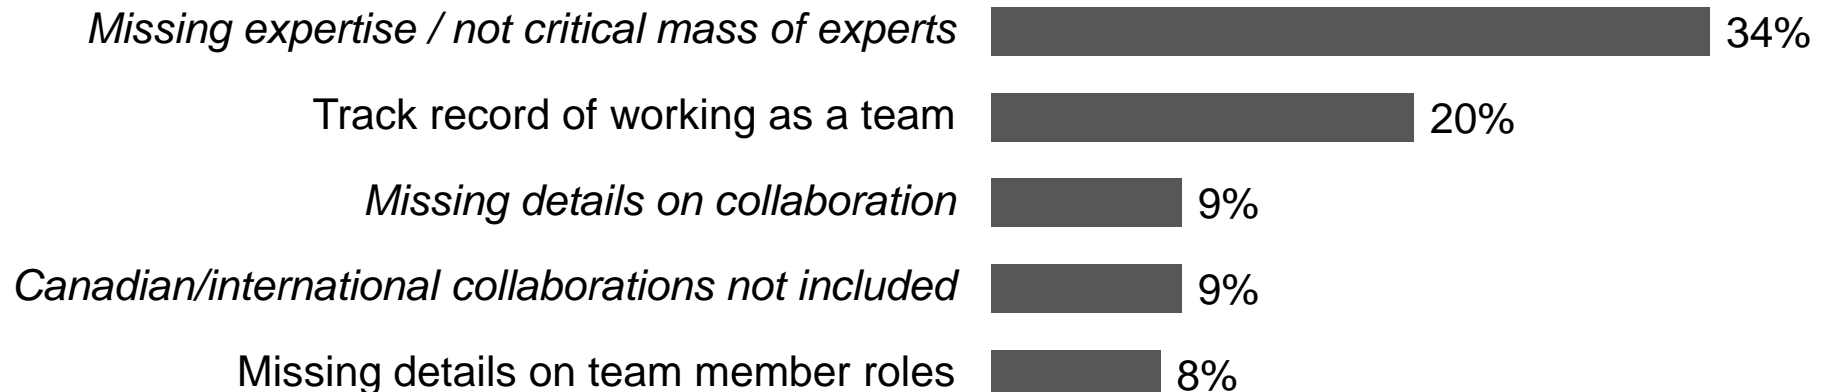 Missing expertise / not critical mass of experts 34%
Track record of working as a team 20%
Missing details on collaboration 9%
Canadian/international collaborations not included 9%
Missing details on team member roles 8%